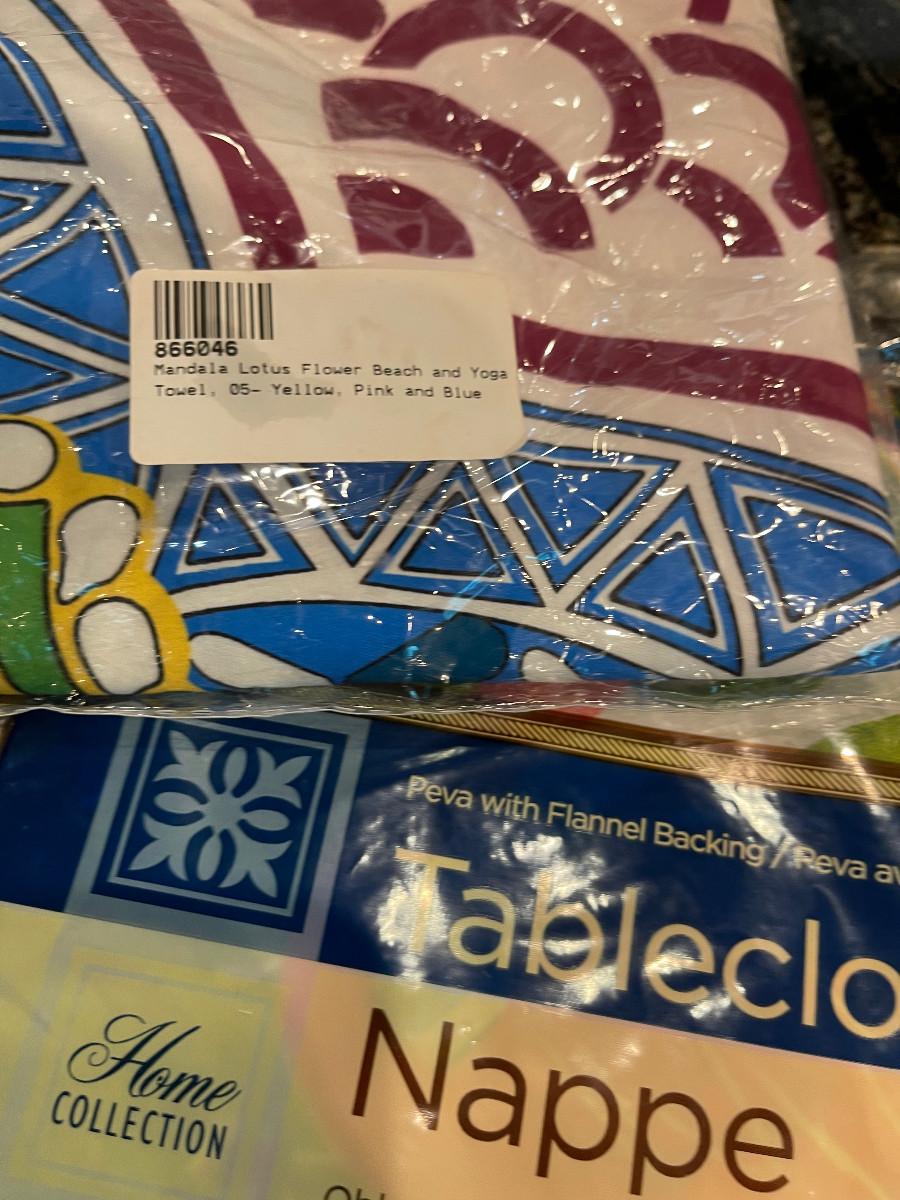 866046
Mandala Lotus Flower Beach and Yoga
Towel, 05- Yellow, Pink and Blue
Peva with Flannel Backing / Peva
Tableclo
Nappe
Home
COLLECTION